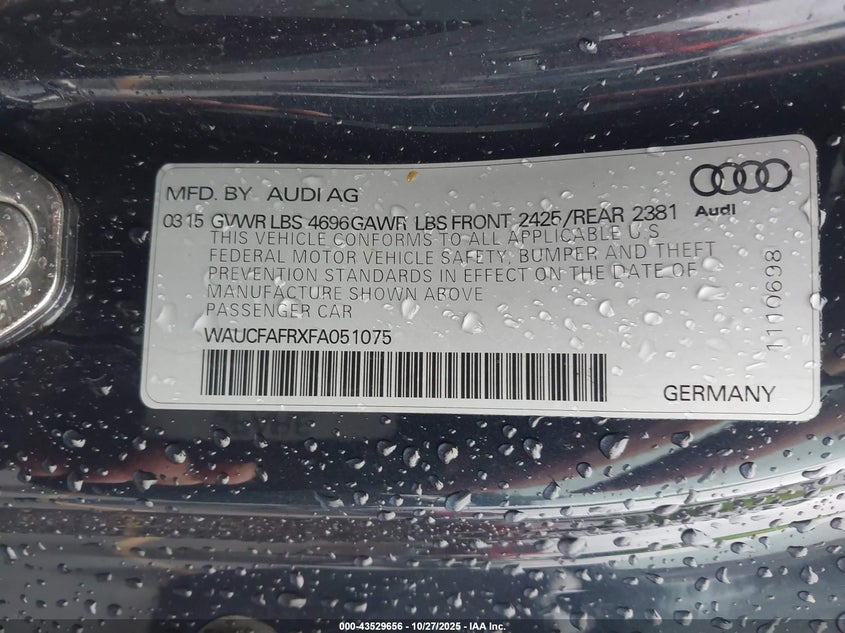 MFD. BY AUDI AG
Audi
03 15 GVWR LBS 4696GAWR LBS FRONT 2425/REAR 2381
THIS VEHICLE CONFORMS TO ALL APPLICABLE U S
FEDERAL MOTOR VEHICLE SAFETY, BUMPER AND THEFT
PREVENTION STANDARDS IN EFFECT ON THE DATE OF
MANUFACTURE SHOWN ABOVE
PASSENGER CAR
WAUCFAFRXFA051075
1110698
GERMANY
000-43529656 | 10/27/2025 | IAA Inc.